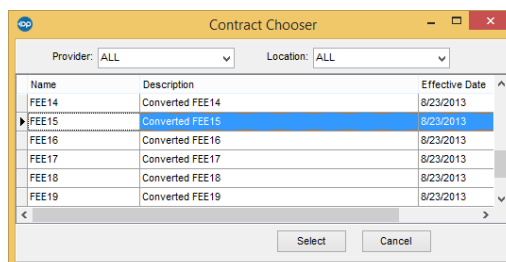 Contract Chooser
Provider: ALL Location: ALL
Name Description Effective Date
FEE14 Converted FEE14 8/23/2013
FEE15 Converted FEE15 8/23/2013
FEE16 Converted FEE16 8/23/2013
FEE17 Converted FEE17 8/23/2013
FEE18 Converted FEE18 8/23/2013
FEE19 Converted FEE19 8/23/2013
Select Cancel